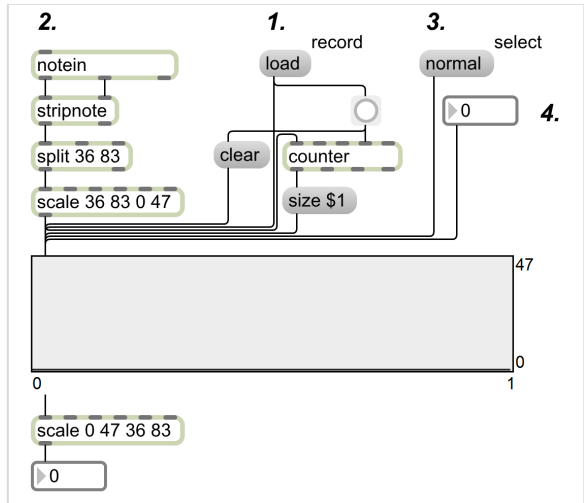 2.
1.
3.
record
select
notein
load
normal
stripnote
0
4.
split 36 83
clear
counter
scale 36 83 0 47
size $1
47
0
0
1
scale 0 47 36 83
0